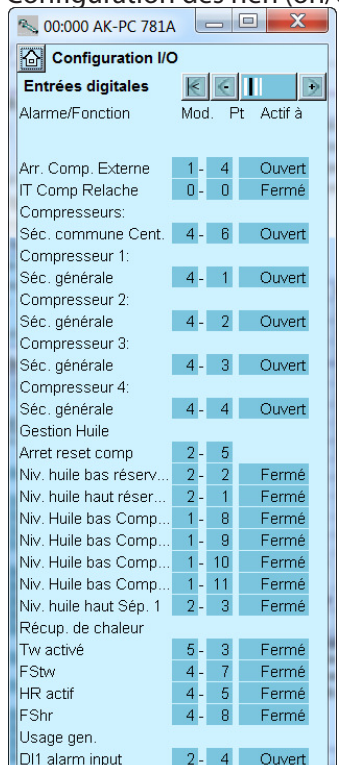 Configuration des
00:000 AK-PC 781A
Configuration I/O
Entrées digitales
Alarme/Fonction Mod. Pt Actif à
Arr. Comp. Externe 1 - 4 Ouvert
IT Comp Relache 0 - 0 Fermé
Compresseurs:
Séc. commune Cent. 4 - 6 Ouvert
Compresseur 1:
Séc. générale 4 - 1 Ouvert
Compresseur 2:
Séc. générale 4 - 2 Ouvert
Compresseur 3:
Séc. générale 4 - 3 Ouvert
Compresseur 4:
Séc. générale 4 - 4 Ouvert
Gestion Huile
Arret reset comp 2 - 5
Niv. huile bas réserv... 2 - 2 Fermé
Niv. huile haut réser... 2 - 1 Fermé
Niv. Huile bas Comp... 1 - 8 Fermé
Niv. Huile bas Comp... 1 - 9 Fermé
Niv. Huile bas Comp... 1 - 10 Fermé
Niv. Huile bas Comp... 1 - 11 Fermé
Niv. huile haut Sép. 1 2 - 3 Fermé
Récup. de chaleur
Tw activé 5 - 3 Fermé
FStw 4 - 7 Fermé
HR actif 4 - 5 Fermé
FShr 4 - 8 Fermé
Usage gen.
DI1 alarm input 2 - 4 Ouvert